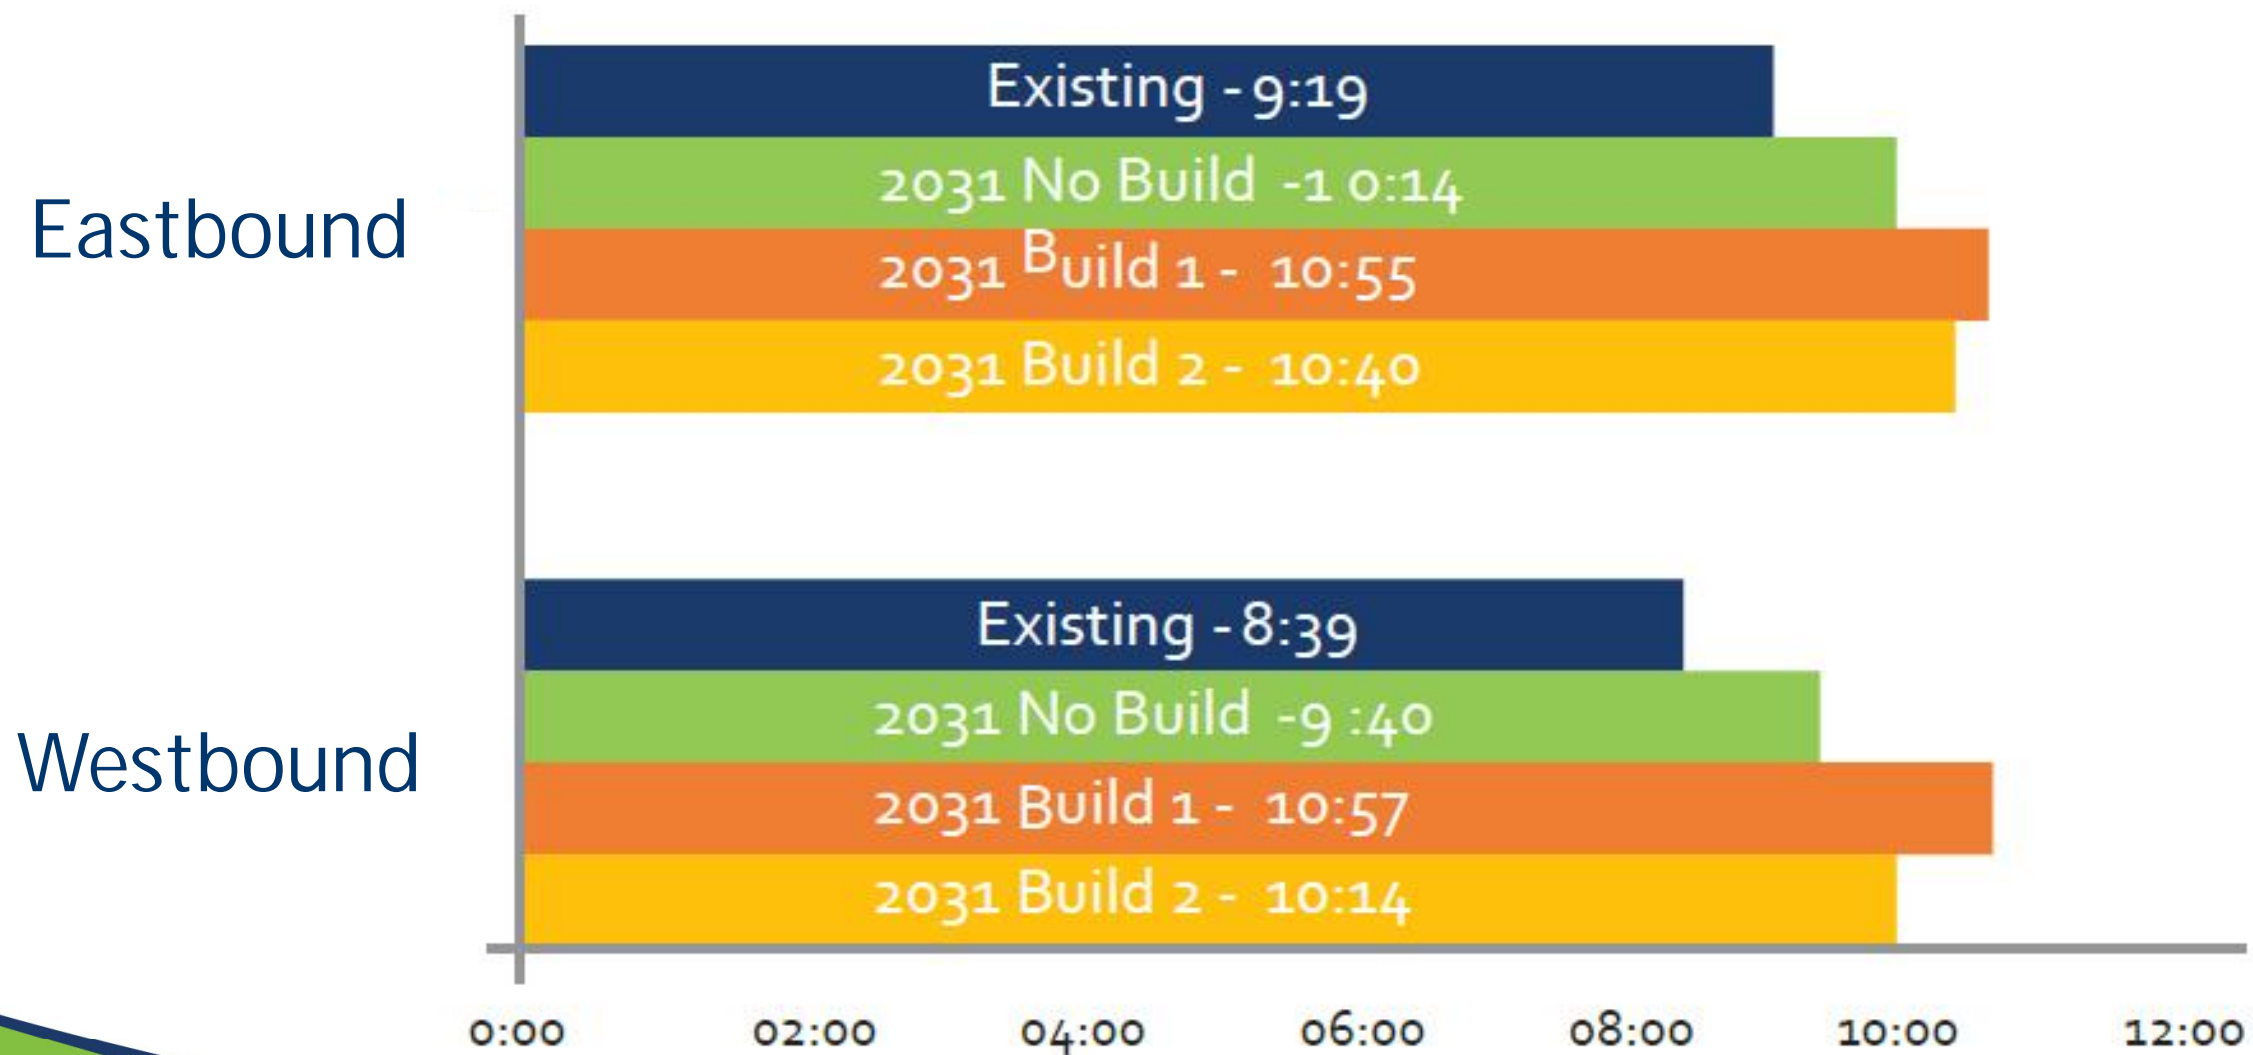 Eastbound
Existing - 9:19
2031 No Build -1 0:14
2031 Build 1 - 10:55
2031 Build 2 - 10:40
Westbound
Existing - 8:39
2031 No Build -9 :40
2031 Build 1 - 10:57
2031 Build 2 - 10:14
0:00 02:00 04:00 06:00 08:00 10:00 12:00